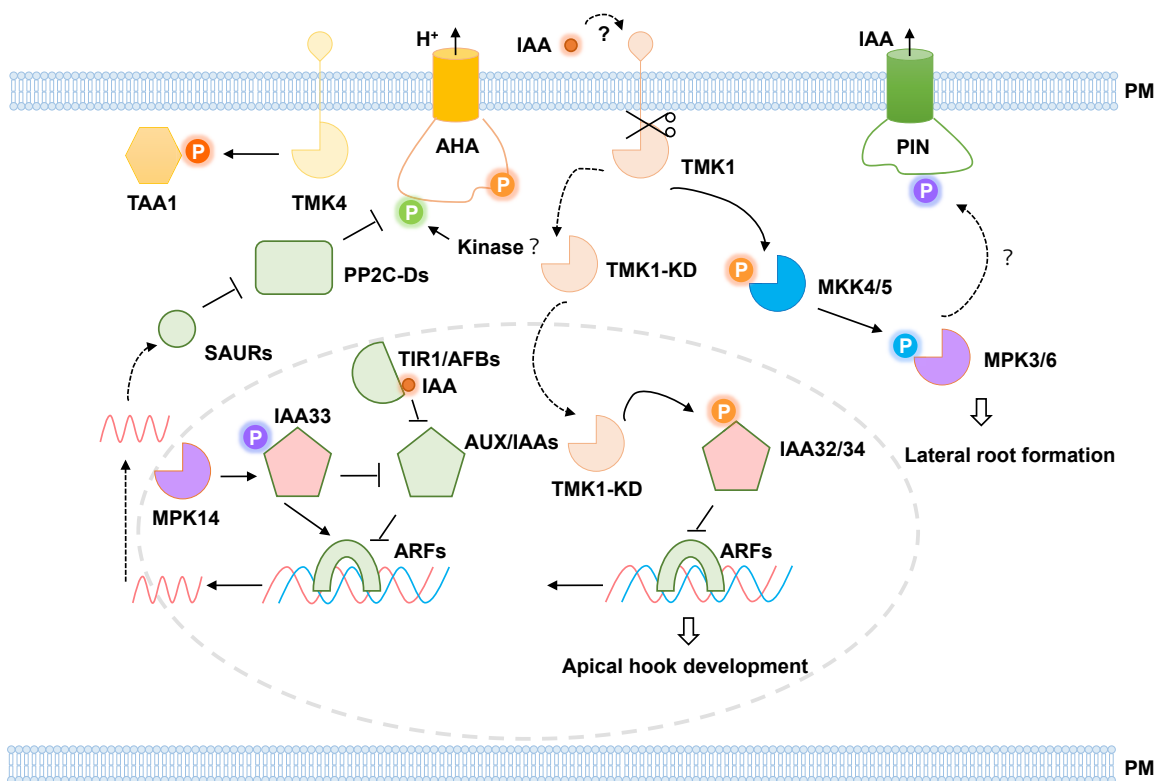 H+
IAA
?
IAA
PM
AHA
PIN
P
TAA1
TMK4
P
TMK1
P
P
Kinase ?
PP2C-Ds
TMK1-KD
P
MKK4/5
?
SAURs
TIR1/AFBs
IAA
P
MPK3/6
IAA33
P
P
AUX/IAAs
IAA32/34
Lateral root formation
MPK14
TMK1-KD
ARFs
ARFs
Apical hook development
PM